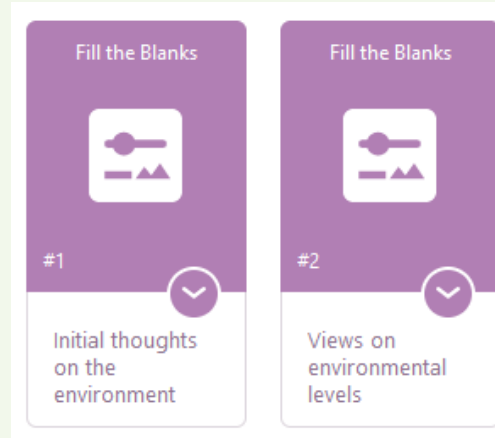 Fill the Blanks
#1
Initial thoughts
on the
environment
Fill the Blanks
#2
Views on
environmental
levels